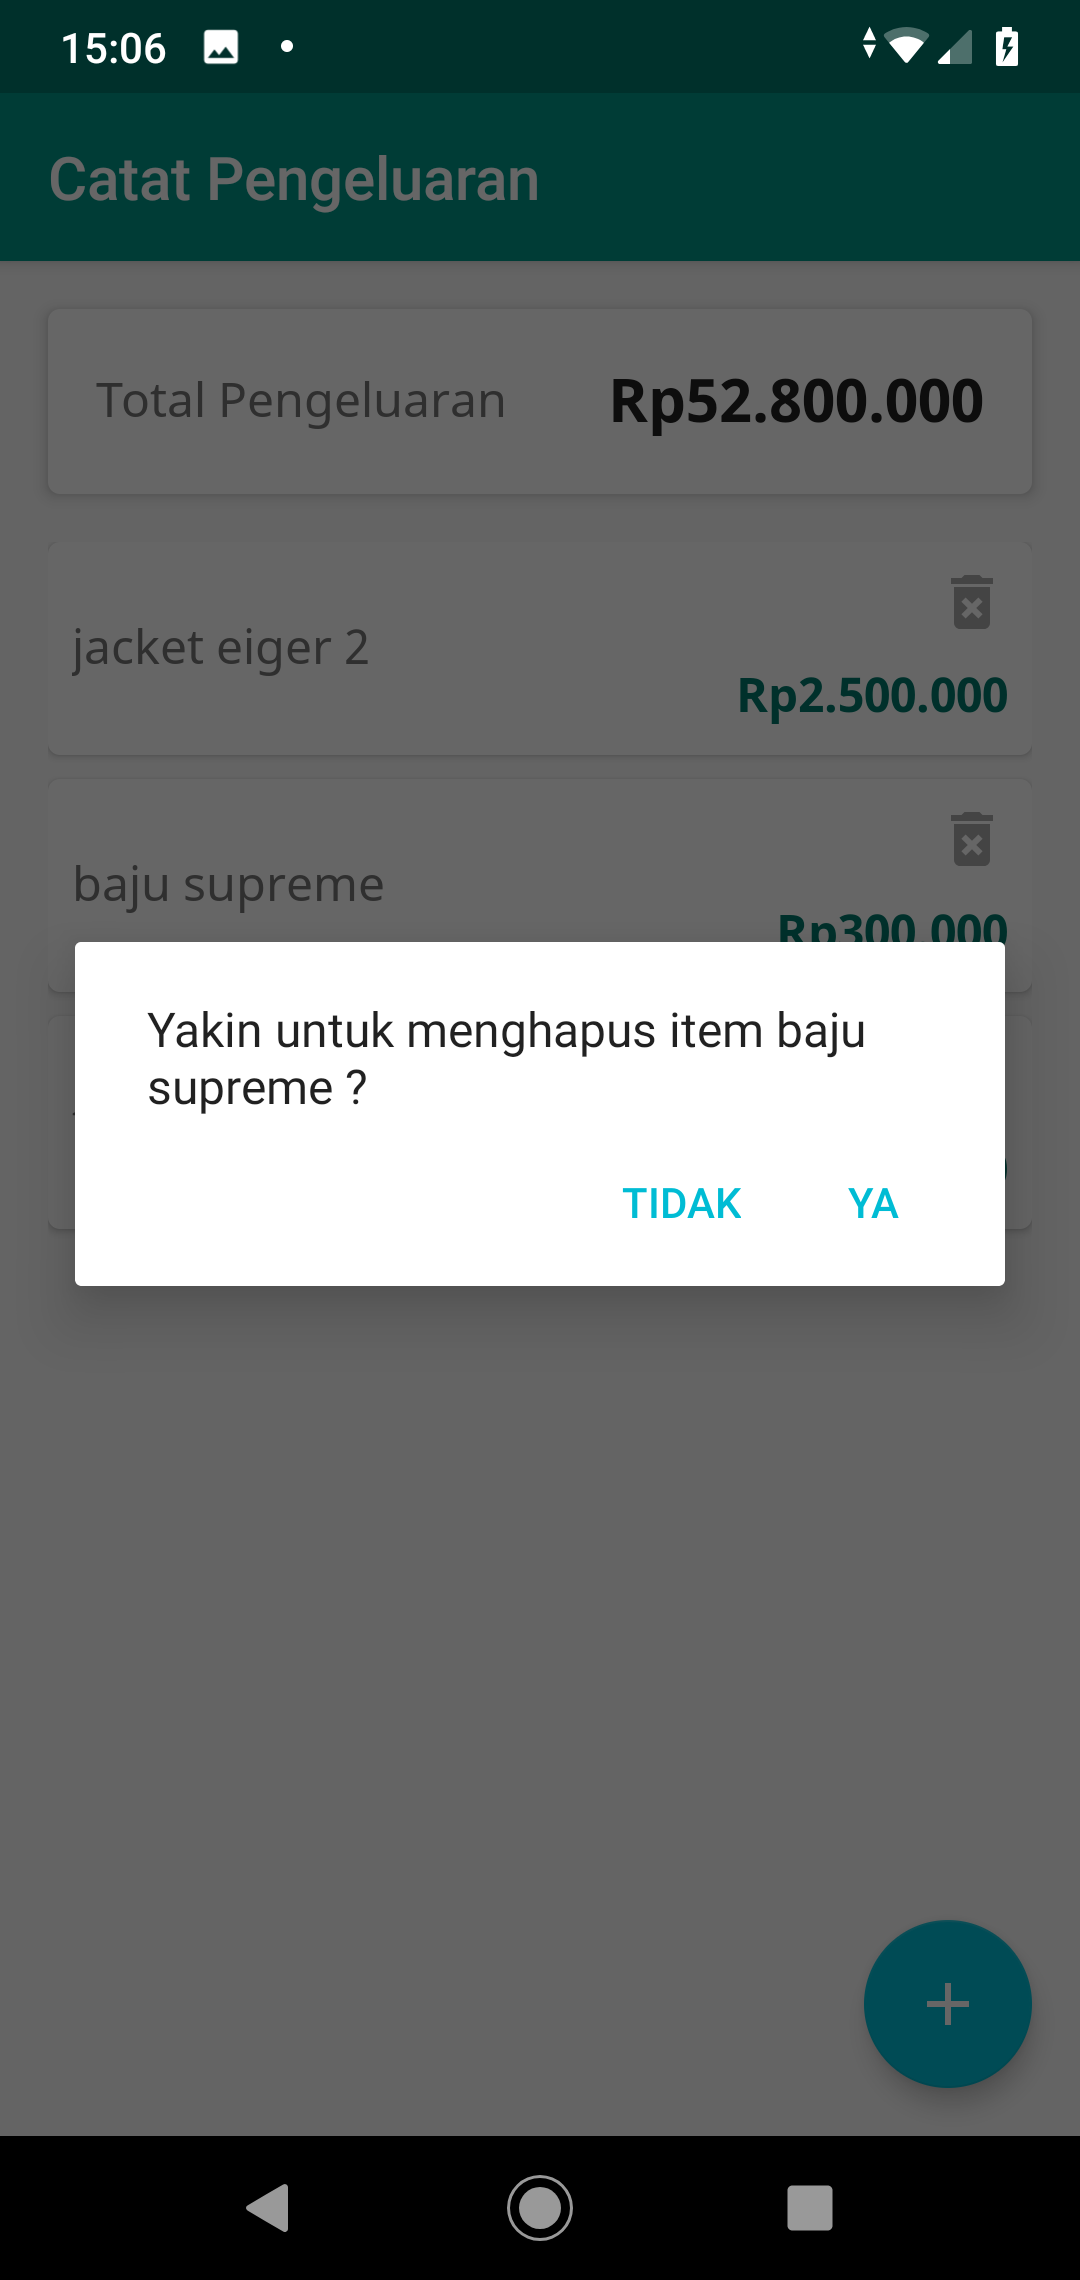 15:06
Catat Pengeluaran
Total Pengeluaran Rp52.800.000
jacket eiger 2
Rp2.500.000
baju supreme
Rp300.000
Yakin untuk menghapus item baju
supreme ?
TIDAK YA